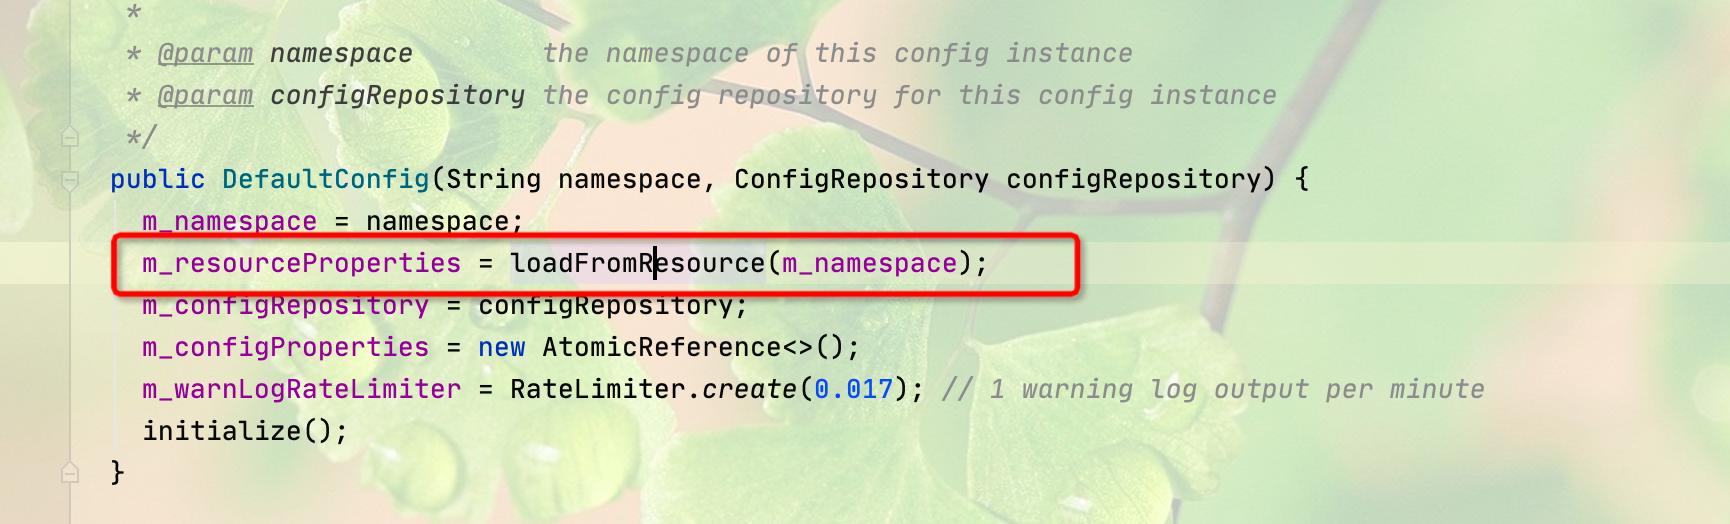 *
* @param namespace the namespace of this config instance
* @param configRepository the config repository for this config instance
*/
public DefaultConfig(String namespace, ConfigRepository configRepository) {
m_namespace = namespace;
m_resourceProperties = loadFromResource(m_namespace);
m_configRepository = configRepository;
m_configProperties = new AtomicReference<>();
m_warnLogRateLimiter = RateLimiter.create(0.017); // 1 warning log output per minute
initialize();
}